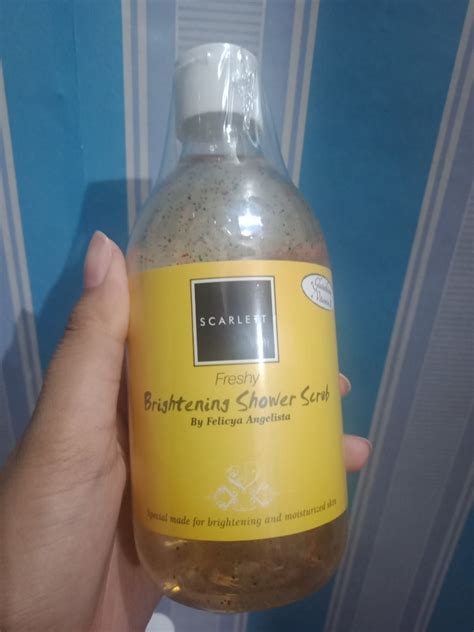 SCARLETT
Freshy
Brightening Shower Scrub
By Felicya Angelista
Special made for brightening and moisturized skin